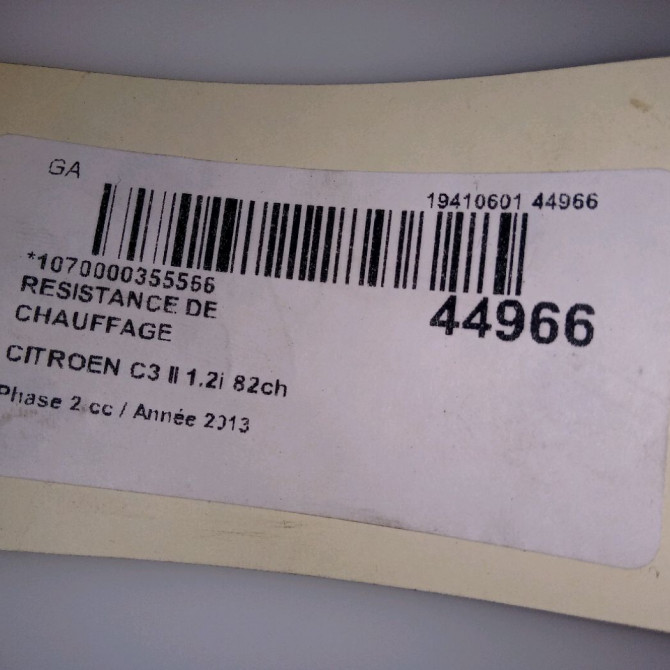 GA
19410601 44966
*1070000355566
44966
RESISTANCE DE
CHAUFFAGE
CITROEN C3 II 1.2i 82ch
Phase 2 cc / Année 2013